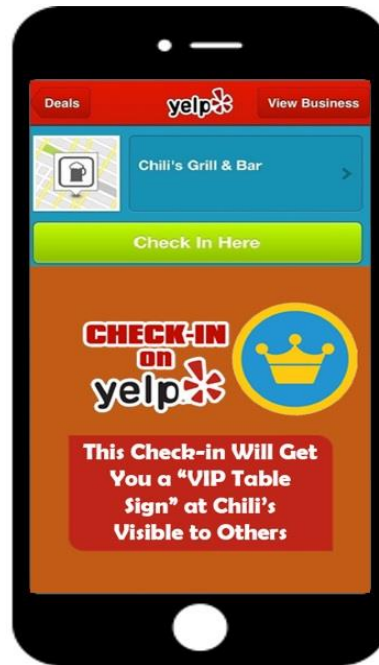 Deals
yelp
View Business
Chili's Grill & Bar
Check In Here
CHECK-IN
on
yelp
This Check-in Will Get
You a “VIP Table
Sign” at Chili’s
Visible to Others